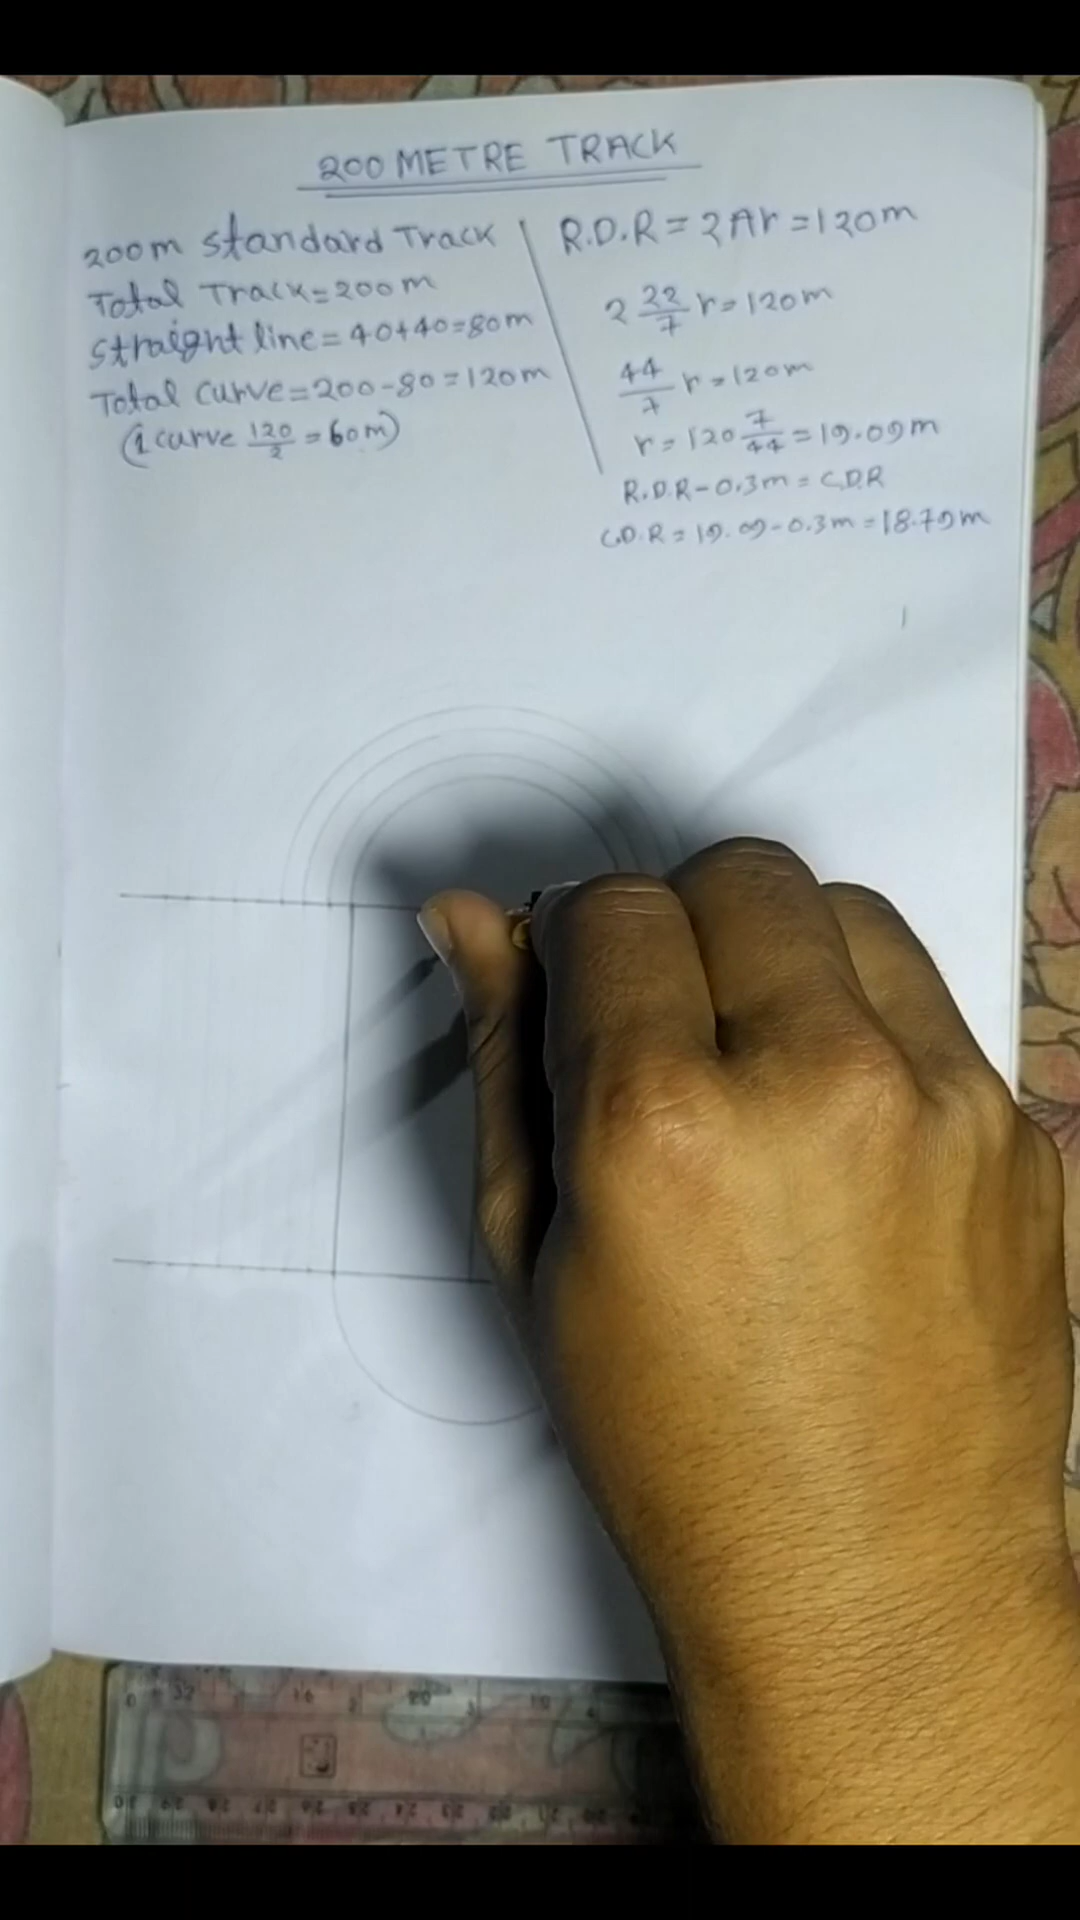 200 METRE TRACK
200m Standard Track
Total Track=200m
Straight line=40+40=80m
Total Curve=200-80=120m
(1 curve 120/2=60m)
R.D.R=2Ar=120m
2 22/7 r=120m
44/7 r=120m
r=120 7/44=19.09m
R.D.R-0.3m=C.D.R
C.D.R=19.09-0.3m=18.79m